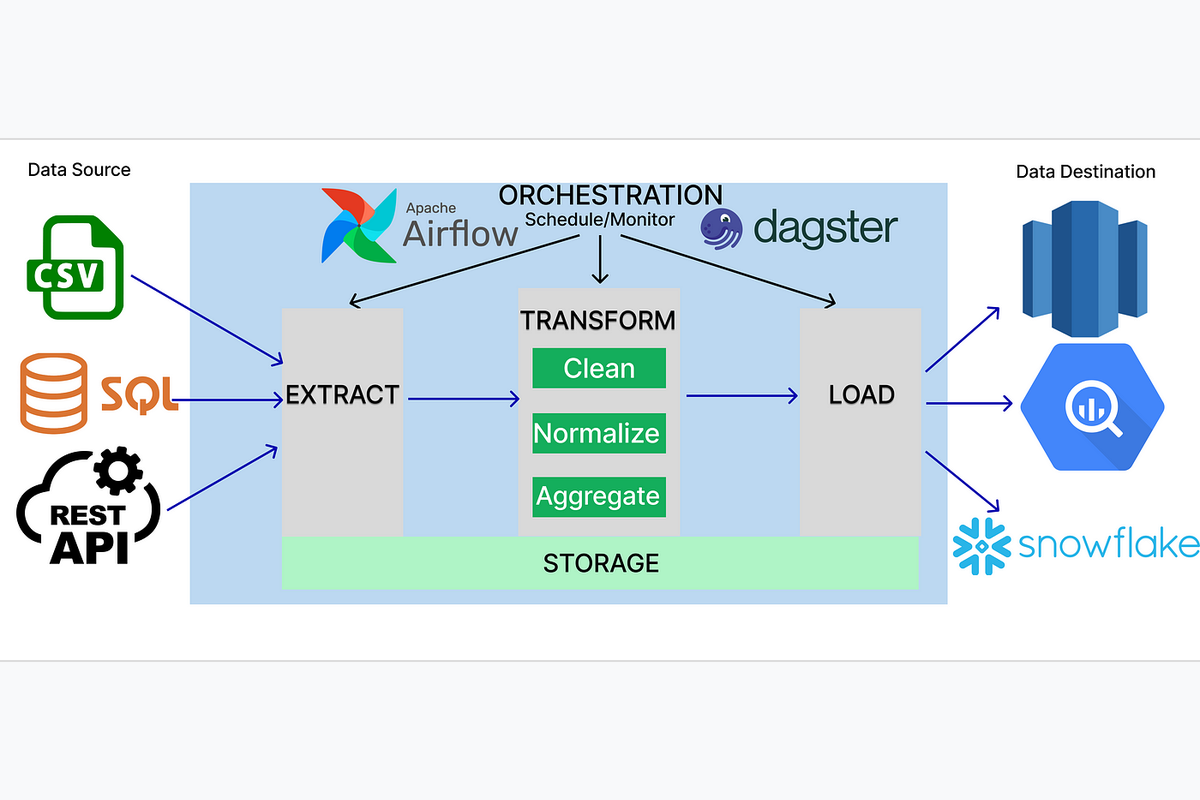 Data Source
Data Destination
ORCHESTRATION
Schedule/Monitor
Apache
Airflow
dagster
CSV
SQL
REST
API
EXTRACT
TRANSFORM
Clean
Normalize
Aggregate
LOAD
STORAGE
snowflake